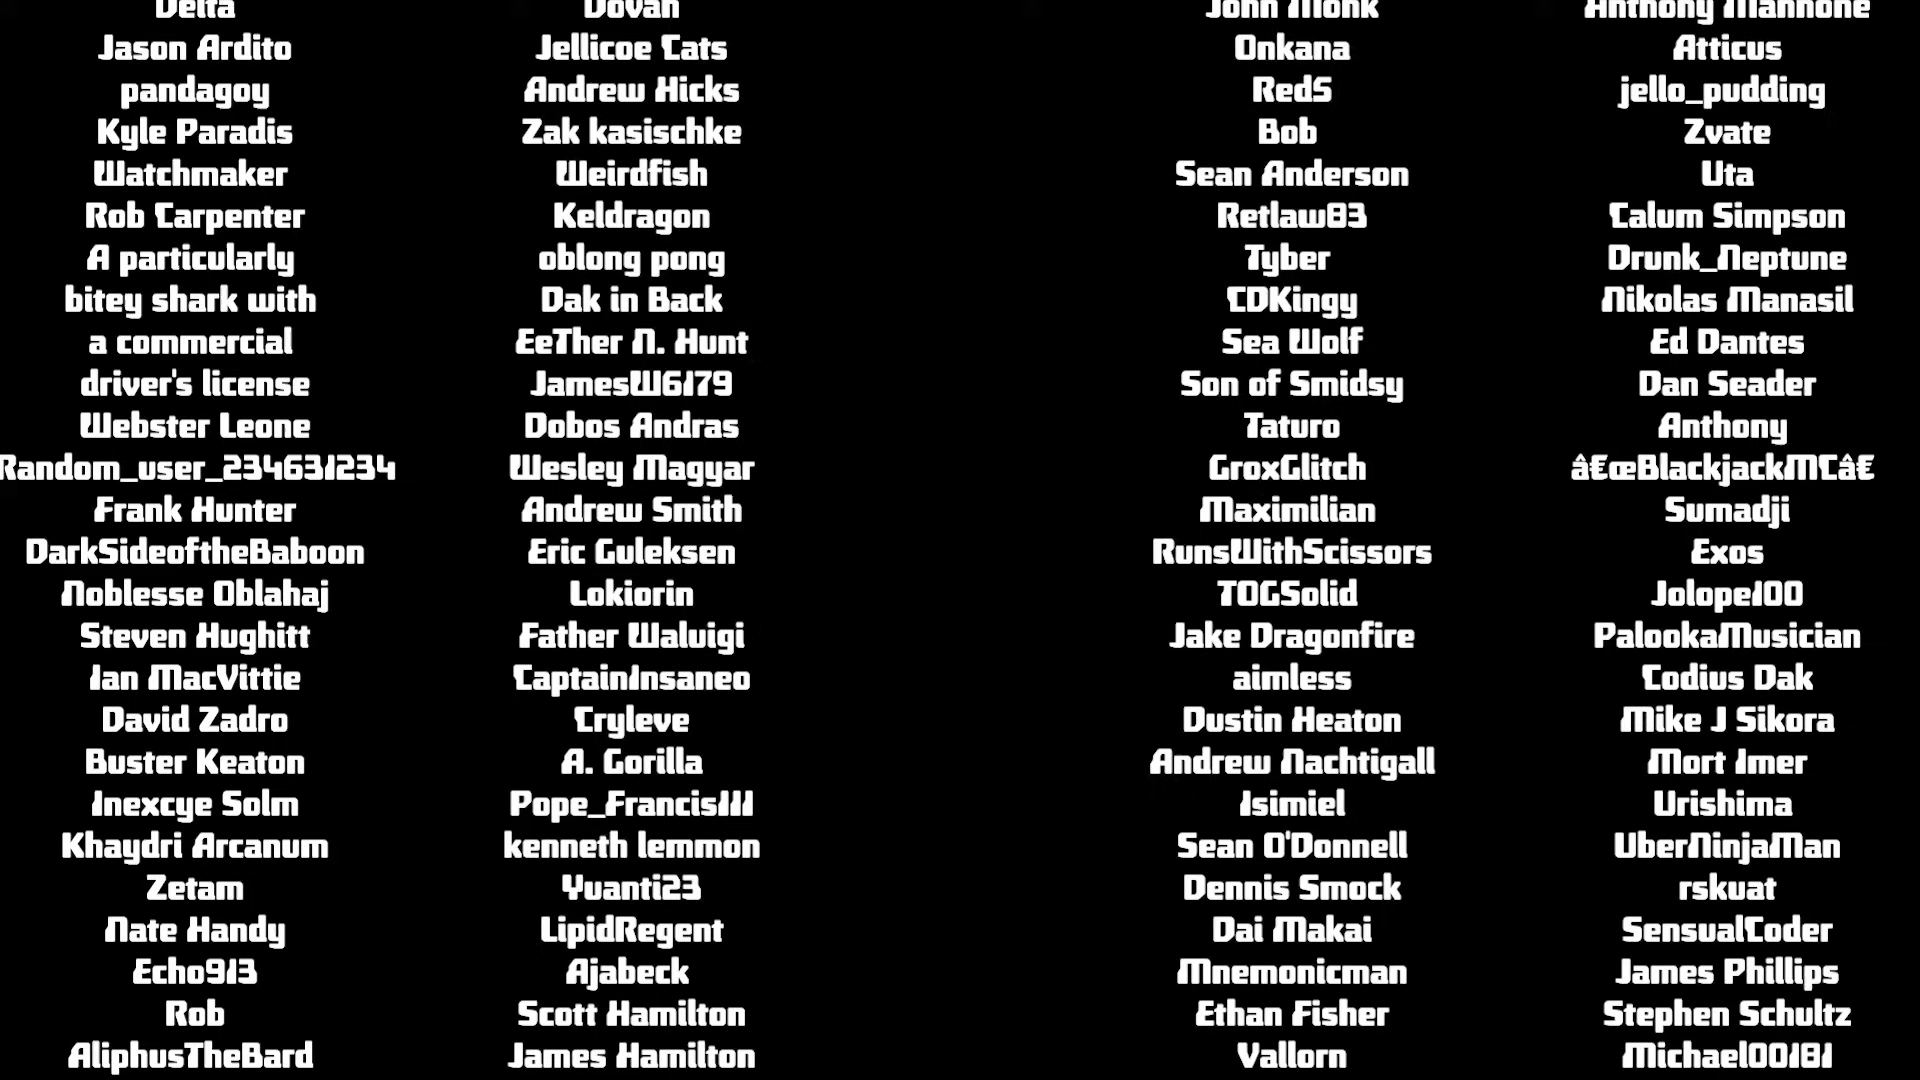 Delta
Jason Ardito
pandagoy
Kyle Paradis
Watchmaker
Rob Carpenter
A particularly
bitey shark with
a commercial
driver's license
Webster Leone
Random_user_234631234
Frank Hunter
DarkSideoftheBaboon
Noblesse Oblahaj
Steven Hughitt
Ian MacVittie
David Zadro
Buster Keaton
Inexcye Solm
Khaydri Arcanum
Zetam
Nate Handy
Echo913
Rob
AliphusTheBard
Dovah
Jellicoe Cats
Andrew Hicks
Zak kasischke
Weirdfish
Keldragon
oblong pong
Dak in Back
EeTher N. Hunt
JamesW6179
Dobos Andras
Wesley Magyar
Andrew Smith
Eric Guleksen
Lokiorin
Father Waluigi
CaptainInsaneo
Cryleve
A. Gorilla
Pope_FrancisIII
kenneth lemmon
Yuanti23
LipidRegent
Ajabeck
Scott Hamilton
James Hamilton
John Monk
Onkana
RedS
Bob
Sean Anderson
Retlaw83
Tyber
CDKingy
Sea Wolf
Son of Smidsy
Taturo
GroxGlitch
Maximilian
RunsWithScissors
TOGSolid
Jake Dragonfire
aimless
Dustin Heaton
Andrew Nachtigall
Isimiel
Sean O'Donnell
Dennis Smock
Dai Makai
Mnemonicman
Ethan Fisher
Vallorn
Anthony Mannone
Atticus
jello_pudding
Zvate
Uta
Calum Simpson
Drunk_Neptune
Nikolas Manasil
Ed Dantes
Dan Seader
Anthony
â€œBlackjackMCâ€
Sumadji
Exos
Jolope100
PalookaMusician
Codius Dak
Mike J Sikora
Mort Imer
Urishima
UberNinjaMan
rskuat
SensualCoder
James Phillips
Stephen Schultz
Michael00181